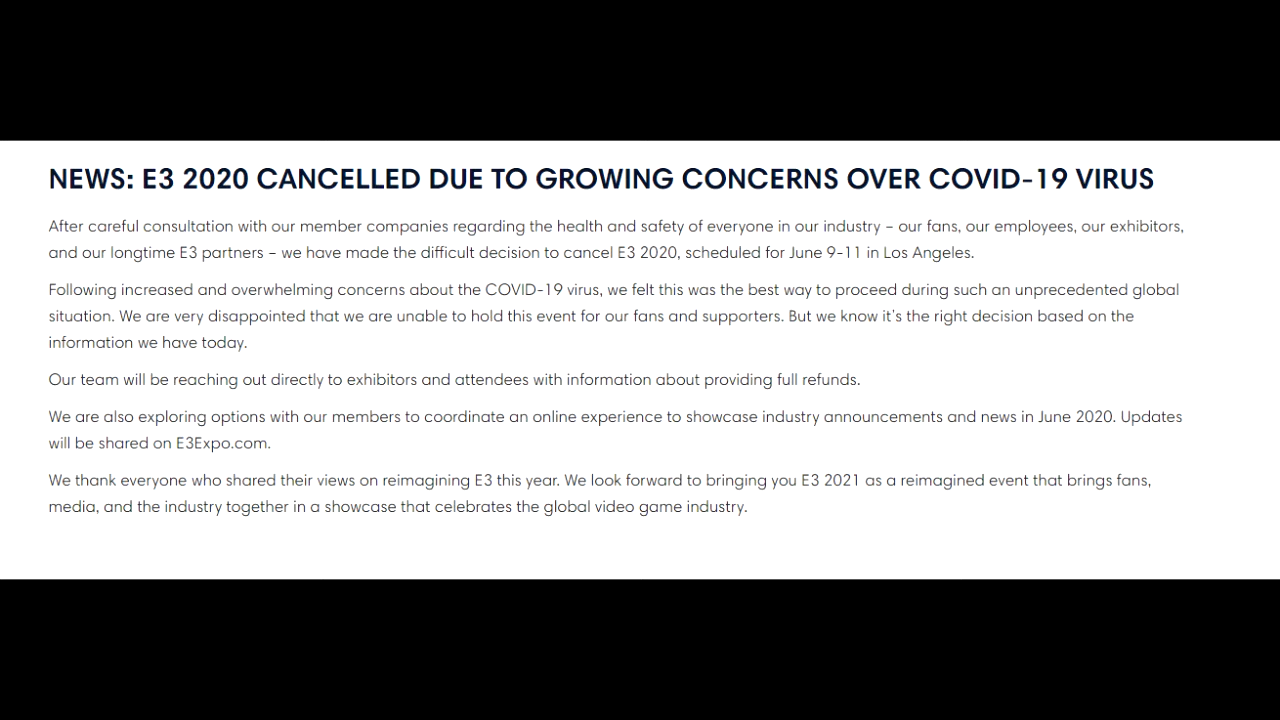 NEWS: E3 2020 CANCELLED DUE TO GROWING CONCERNS OVER COVID-19 VIRUS
After careful consultation with our member companies regarding the health and safety of everyone in our industry – our fans, our employees, our exhibitors,
and our longtime E3 partners – we have made the difficult decision to cancel E3 2020, scheduled for June 9-11 in Los Angeles.
Following increased and overwhelming concerns about the COVID-19 virus, we felt this was the best way to proceed during such an unprecedented global
situation. We are very disappointed that we are unable to hold this event for our fans and supporters. But we know it's the right decision based on the
information we have today.
Our team will be reaching out directly to exhibitors and attendees with information about providing full refunds.
We are also exploring options with our members to coordinate an online experience to showcase industry announcements and news in June 2020. Updates
will be shared on E3Expo.com.
We thank everyone who shared their views on reimagining E3 this year. We look forward to bringing you E3 2021 as a reimagined event that brings fans,
media, and the industry together in a showcase that celebrates the global video game industry.